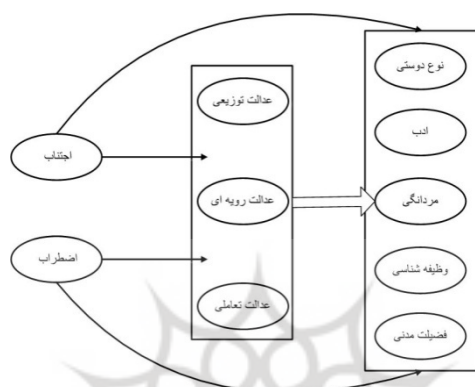 نوع دوستی
ادب
مردانگی
وظیفه شناسی
فضیلت مدنی
عدالت توزیعی
عدالت رویه ای
عدالت تعاملی
اجتناب
اضطراب